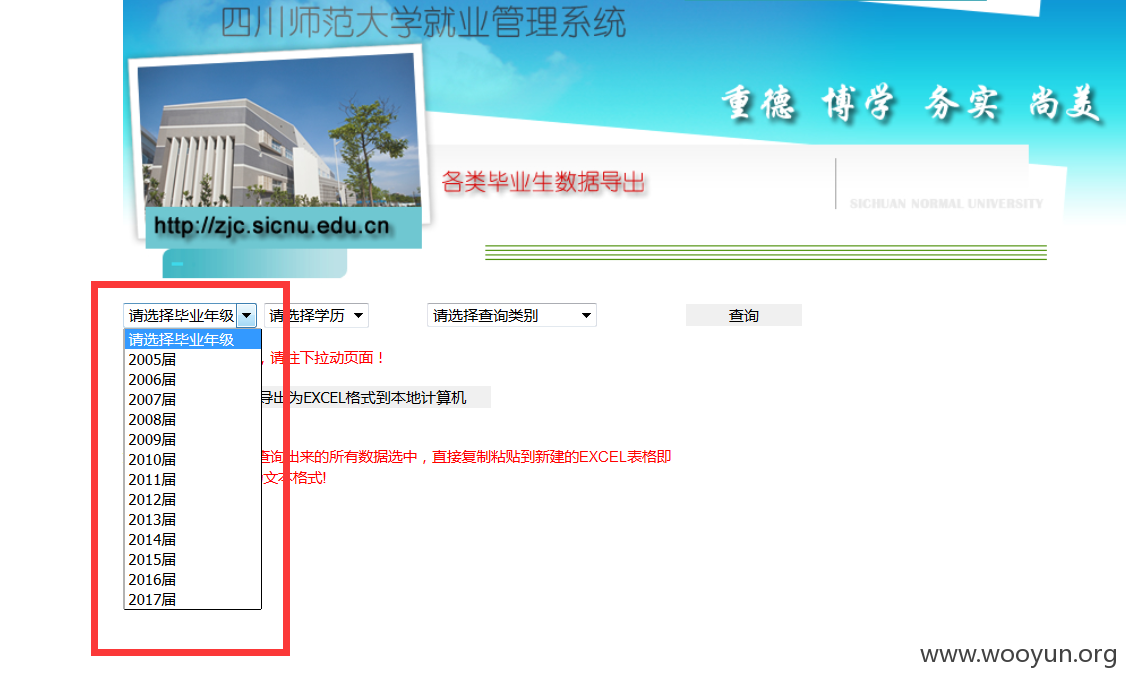 四川师范大学就业管理系统
重德 博学 务实 尚美
各类毕业生数据导出
SICHUAN NORMAL UNIVERSITY
http://zjc.sicnu.edu.cn
请选择毕业年级 请选择学历 请选择查询类别 查询
请选择毕业年级
，请往下拉动页面！
2005届
2006届
2007届
导出为EXCEL格式到本地计算机
2008届
2009届
2010届
查询出来的所有数据选中，直接复制粘贴到新建的EXCEL表格即
2011届
文本格式!
2012届
2013届
2014届
2015届
2016届
2017届
www.wooyun.org